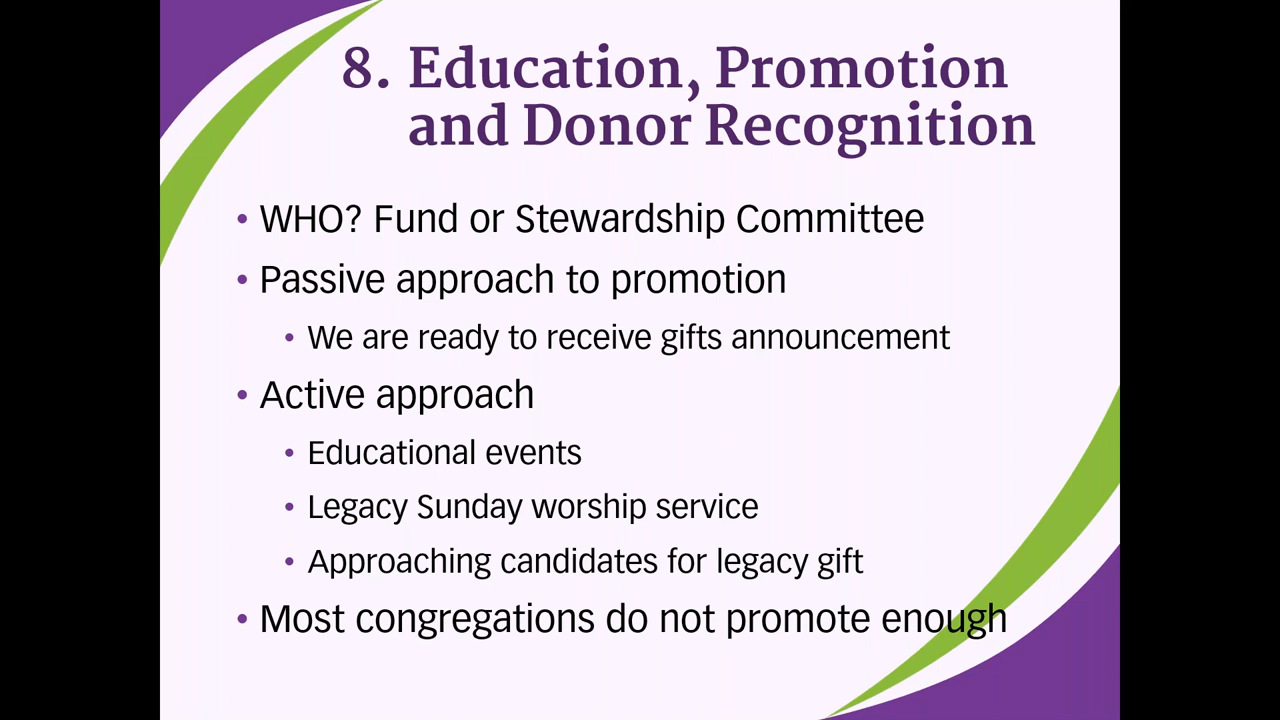 8. Education, Promotion
and Donor Recognition
• WHO? Fund or Stewardship Committee
• Passive approach to promotion
• We are ready to receive gifts announcement
• Active approach
• Educational events
• Legacy Sunday worship service
• Approaching candidates for legacy gift
• Most congregations do not promote enough